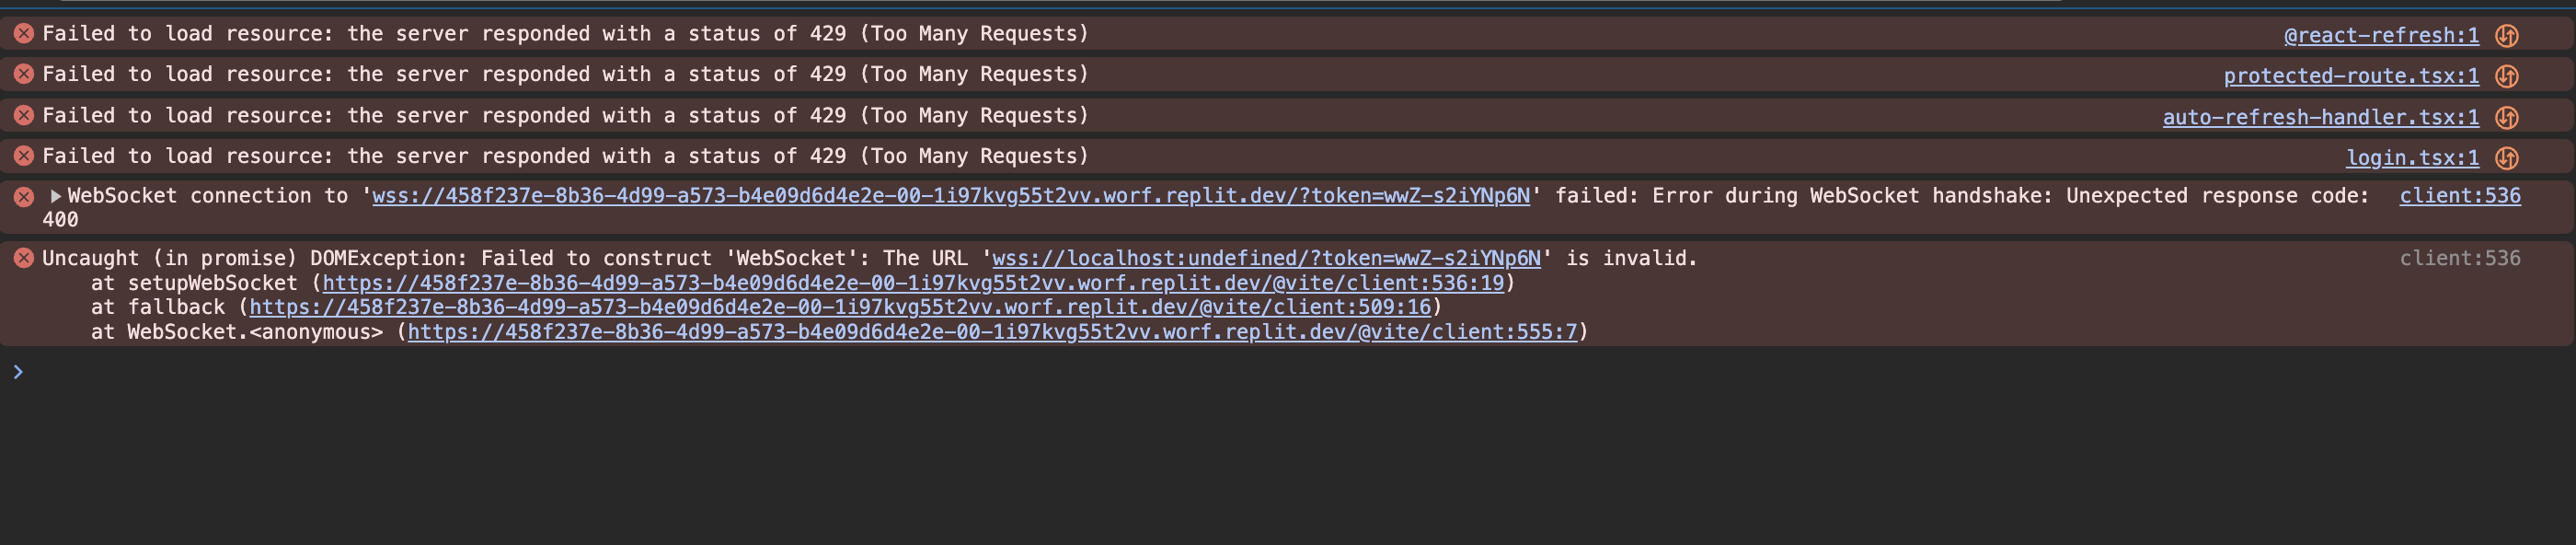 Failed to load resource: the server responded with a status of 429 (Too Many Requests) @react-refresh:1
Failed to load resource: the server responded with a status of 429 (Too Many Requests) protected-route.tsx:1
Failed to load resource: the server responded with a status of 429 (Too Many Requests) auto-refresh-handler.tsx:1
Failed to load resource: the server responded with a status of 429 (Too Many Requests) login.tsx:1
WebSocket connection to 'wss://458f237e-8b36-4d99-a573-b4e09d6d4e2e-00-1i97kvg55t2vv.worf.replit.dev/?token=wwZ-s2iYNp6N' failed: Error during WebSocket handshake: Unexpected response code: client:536
400
Uncaught (in promise) DOMException: Failed to construct 'WebSocket': The URL 'wss://localhost:undefined/?token=wwZ-s2iYNp6N' is invalid. client:536
at setupWebSocket (https://458f237e-8b36-4d99-a573-b4e09d6d4e2e-00-1i97kvg55t2vv.worf.replit.dev/@vite/client:536:19)
at fallback (https://458f237e-8b36-4d99-a573-b4e09d6d4e2e-00-1i97kvg55t2vv.worf.replit.dev/@vite/client:509:16)
at WebSocket.<anonymous> (https://458f237e-8b36-4d99-a573-b4e09d6d4e2e-00-1i97kvg55t2vv.worf.replit.dev/@vite/client:555:7)